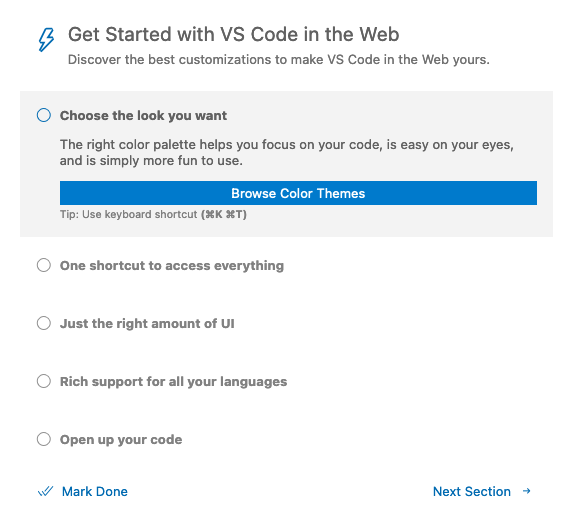 Get Started with VS Code in the Web
Discover the best customizations to make VS Code in the Web yours.
Choose the look you want
The right color palette helps you focus on your code, is easy on your eyes,
and is simply more fun to use.
Browse Color Themes
Tip: Use keyboard shortcut (⌘K ⌘T)
One shortcut to access everything
Just the right amount of UI
Rich support for all your languages
Open up your code
Mark Done
Next Section →